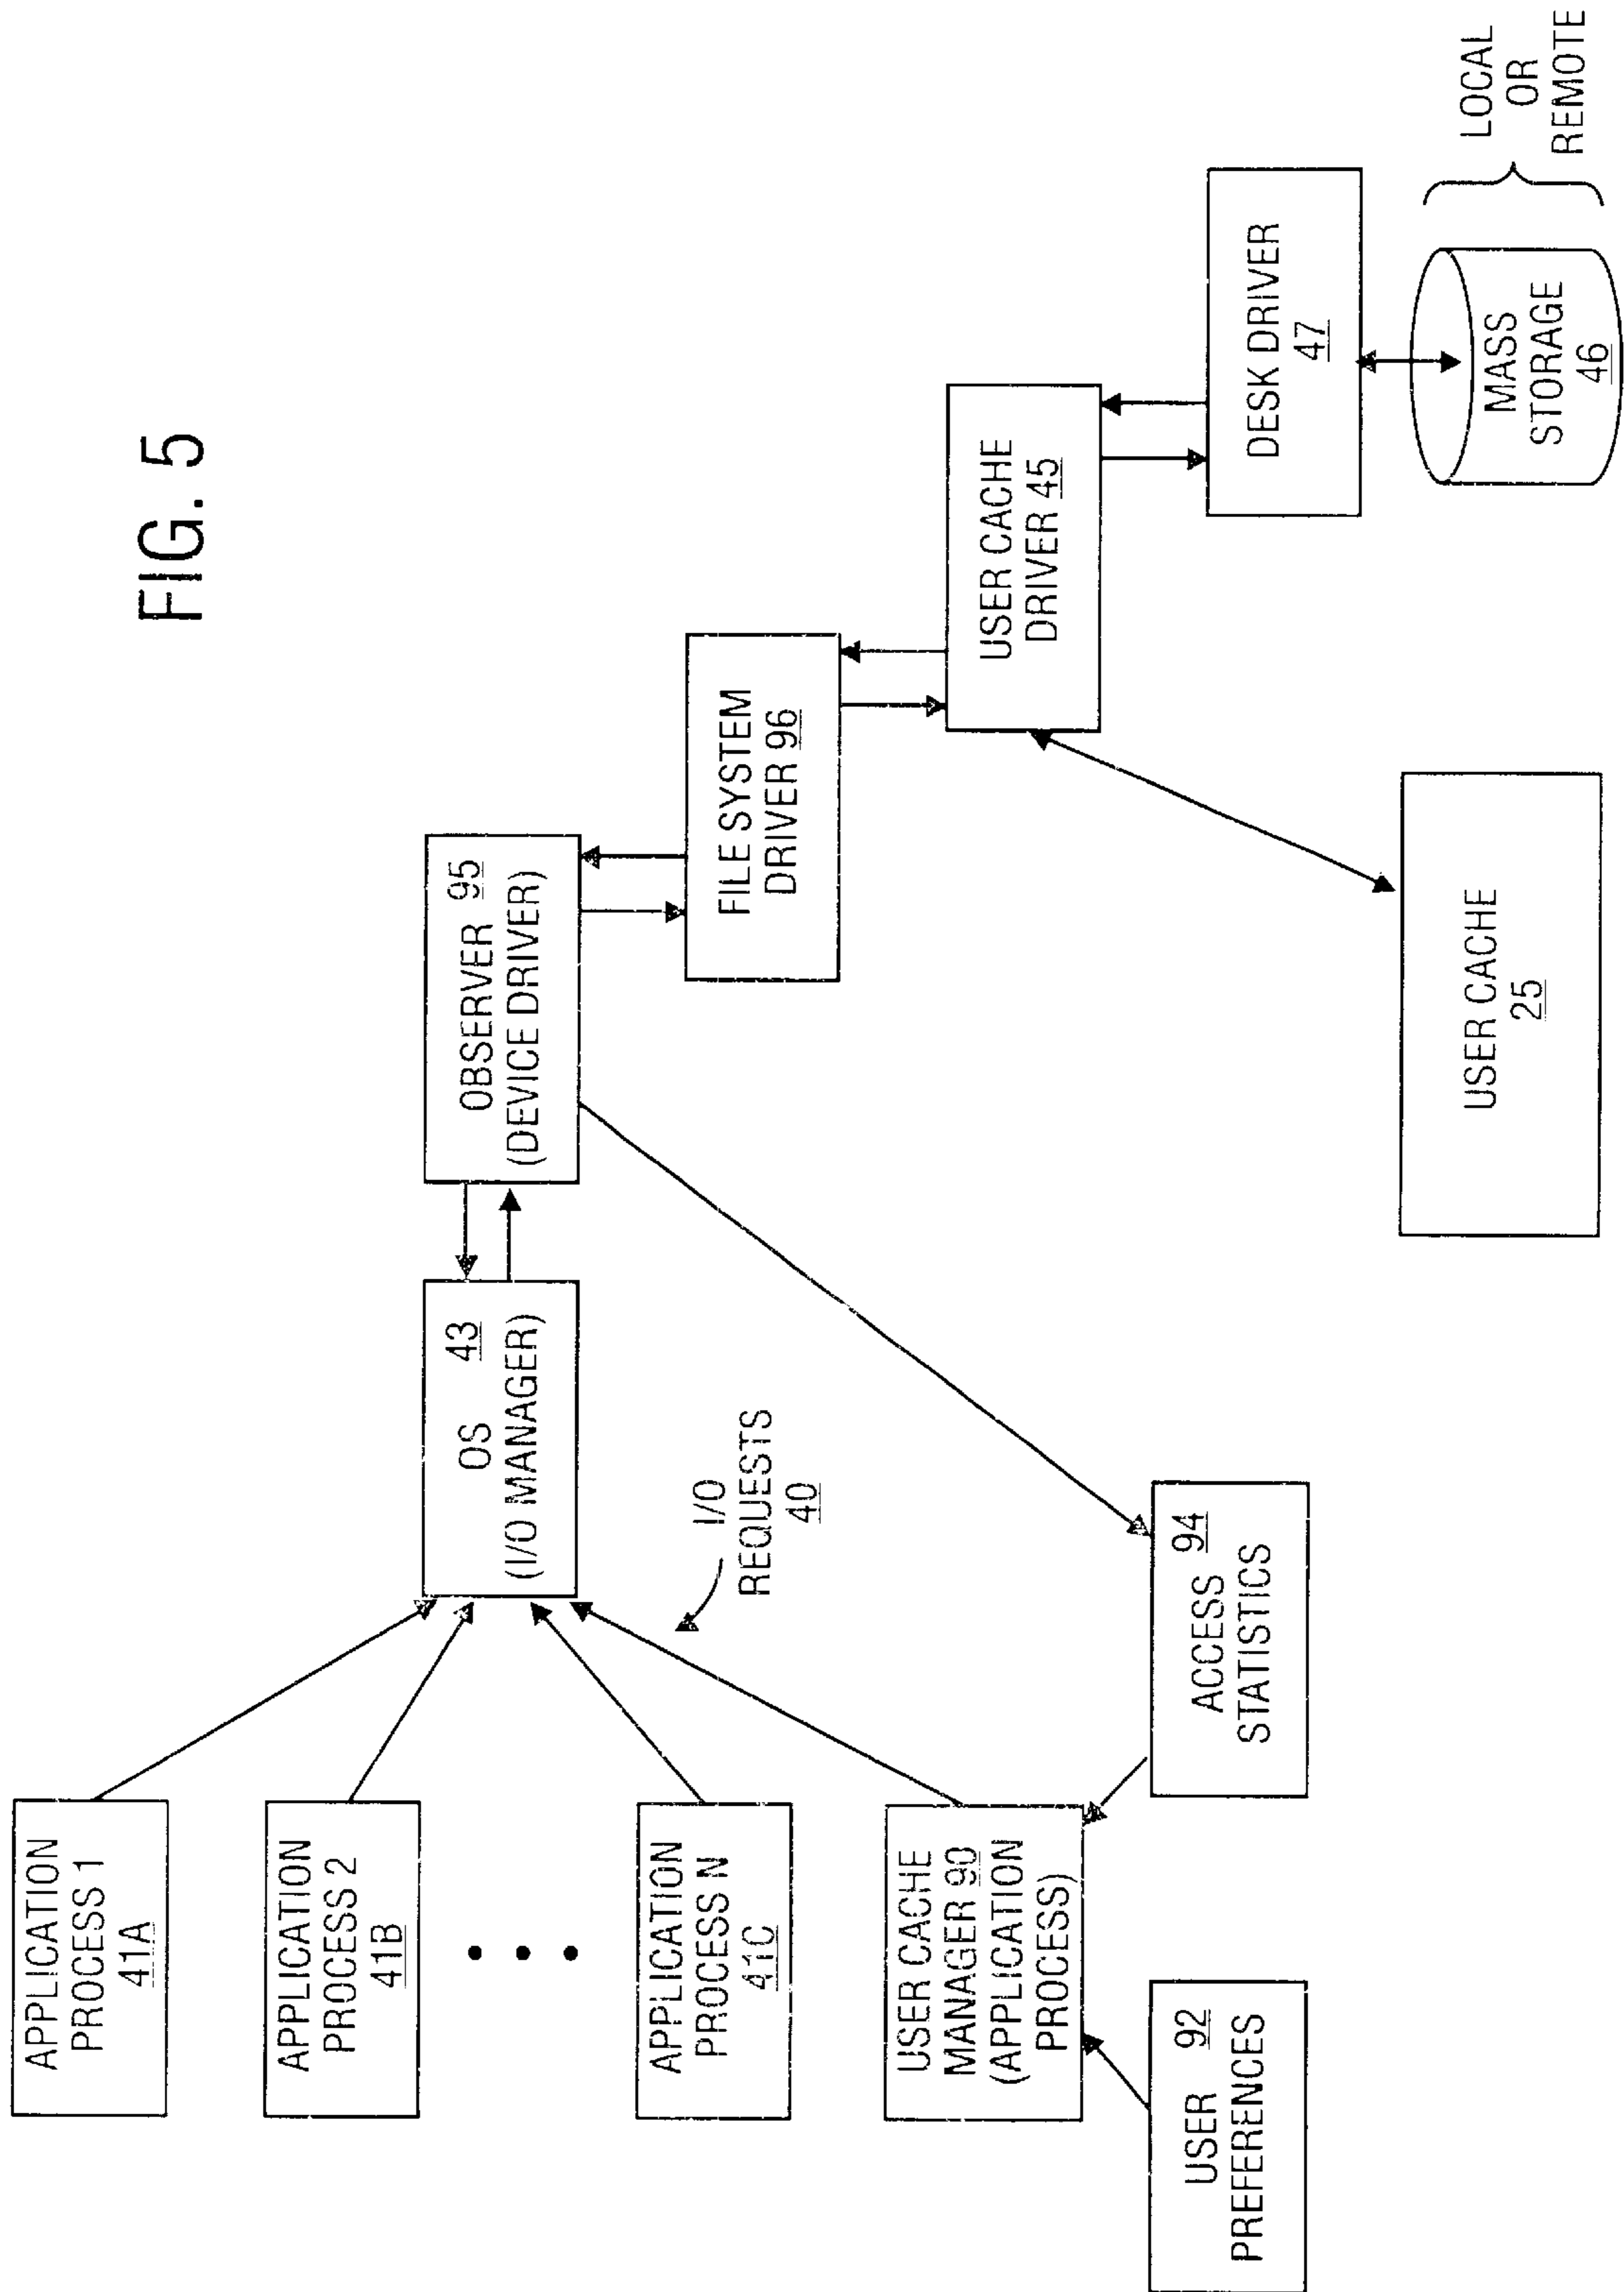 FIG. 5
APPLICATION
PROCESS 1
41A
APPLICATION
PROCESS 2
41B
APPLICATION
PROCESS N
41C
USER CACHE
MANAGER 90
(APPLICATION
PROCESS)
USER 92
PREFERENCES
ACCESS 94
STATISTICS
I/O
REQUESTS
40
OS 43
(I/O MANAGER)
OBSERVER 95
(DEVICE DRIVER)
FILE SYSTEM
DRIVER 96
USER CACHE
DRIVER 45
USER CACHE
25
DESK DRIVER
47
MASS
STORAGE
46
LOCAL
OR
REMOTE